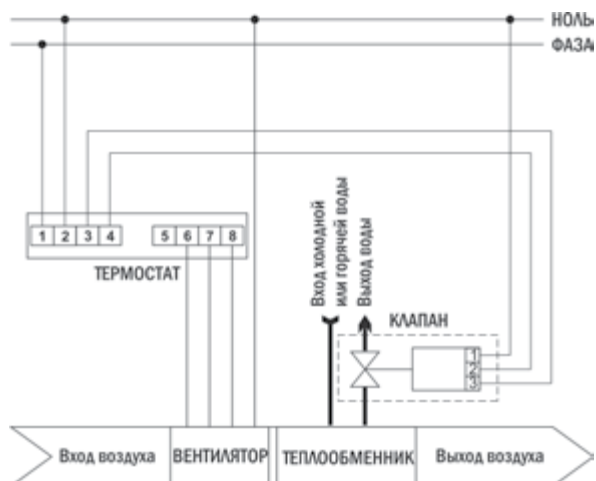 НОЛЬ
ФАЗА
1 2 3 4 5 6 7 8
ТЕРМОСТАТ
Вход холодной
или горячей воды
Выход воды
КЛАПАН
1
2
3
Вход воздуха
ВЕНТИЛЯТОР
ТЕПЛООБМЕННИК
Выход воздуха